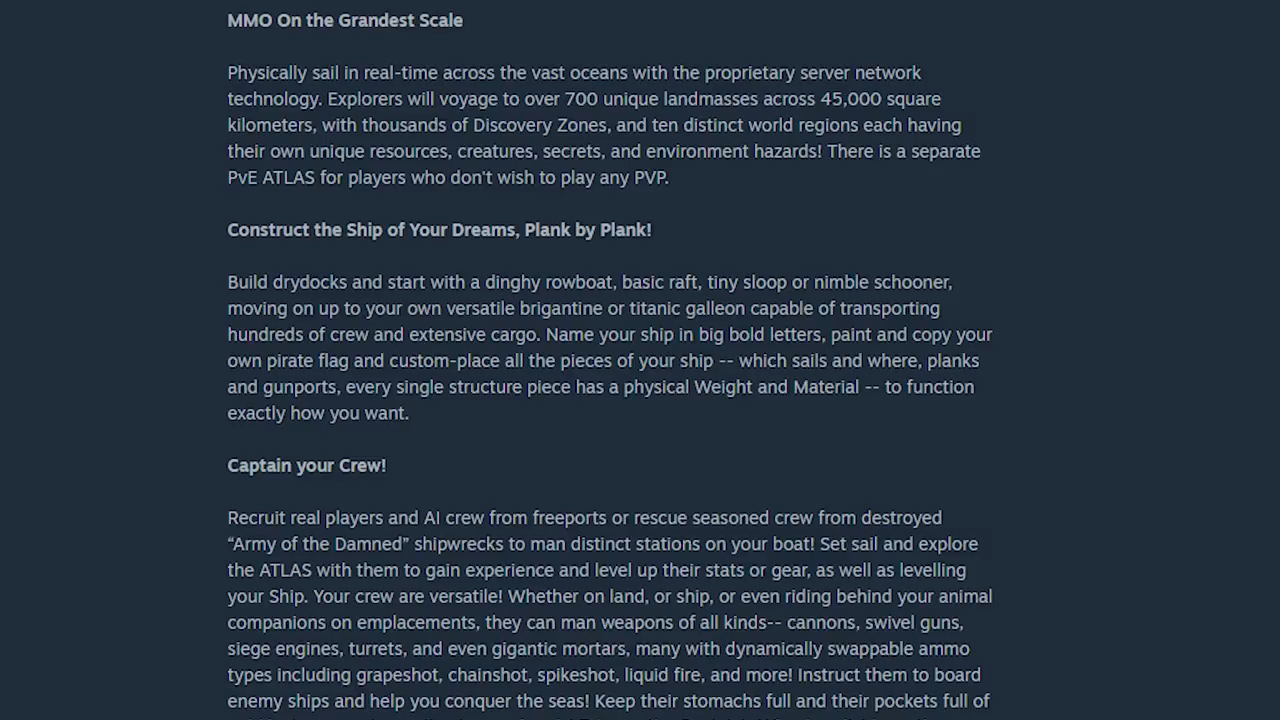 MMO On the Grandest Scale
Physically sail in real-time across the vast oceans with the proprietary server network
technology. Explorers will voyage to over 700 unique landmasses across 45,000 square
kilometers, with thousands of Discovery Zones, and ten distinct world regions each having
their own unique resources, creatures, secrets, and environment hazards! There is a separate
PvE ATLAS for players who don't wish to play any PVP.
Construct the Ship of Your Dreams, Plank by Plank!
Build drydocks and start with a dinghy rowboat, basic raft, tiny sloop or nimble schooner,
moving on up to your own versatile brigantine or titanic galleon capable of transporting
hundreds of crew and extensive cargo. Name your ship in big bold letters, paint and copy your
own pirate flag and custom-place all the pieces of your ship -- which sails and where, planks
and gunports, every single structure piece has a physical Weight and Material -- to function
exactly how you want.
Captain your Crew!
Recruit real players and AI crew from freeports or rescue seasoned crew from destroyed
“Army of the Damned” shipwrecks to man distinct stations on your boat! Set sail and explore
the ATLAS with them to gain experience and level up their stats or gear, as well as levelling
your Ship. Your crew are versatile! Whether on land, or ship, or even riding behind your animal
companions on emplacements, they can man weapons of all kinds-- cannons, swivel guns,
siege engines, turrets, and even gigantic mortars, many with dynamically swappable ammo
types including grapeshot, chainshot, spikeshot, liquid fire, and more! Instruct them to board
enemy ships and help you conquer the seas! Keep their stomachs full and their pockets full of